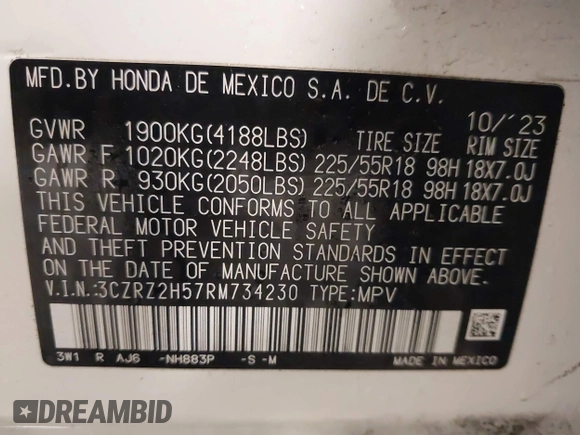 MFD.BY HONDA DE MEXICO S.A. DE C.V.
10/'23
GVWR 1900KG(4188LBS) TIRE SIZE RIM SIZE
GAWR F 1020KG(2248LBS) 225/55R18 98H 18X7.0J
GAWR R 930KG(2050LBS) 225/55R18 98H 18X7.0J
THIS VEHICLE CONFORMS TO ALL APPLICABLE
FEDERAL MOTOR VEHICLE SAFETY
AND THEFT PREVENTION STANDARDS IN EFFECT
ON THE DATE OF MANUFACTURE SHOWN ABOVE.
V.I.N.:3CZRZ2H57RM734230 TYPE:MPV
3W1 R AJ6 -NH883P -S -M MADE IN MEXICO
DREAMBID